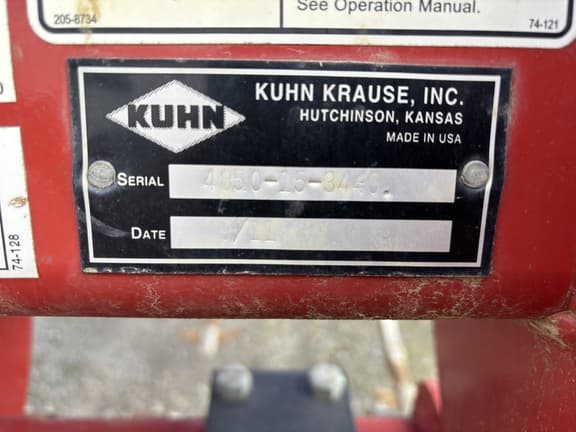 See Operation Manual.
205-8734
74-121
KUHN
KUHN KRAUSE, INC.
HUTCHINSON, KANSAS
MADE IN USA
SERIAL
DATE
74-128